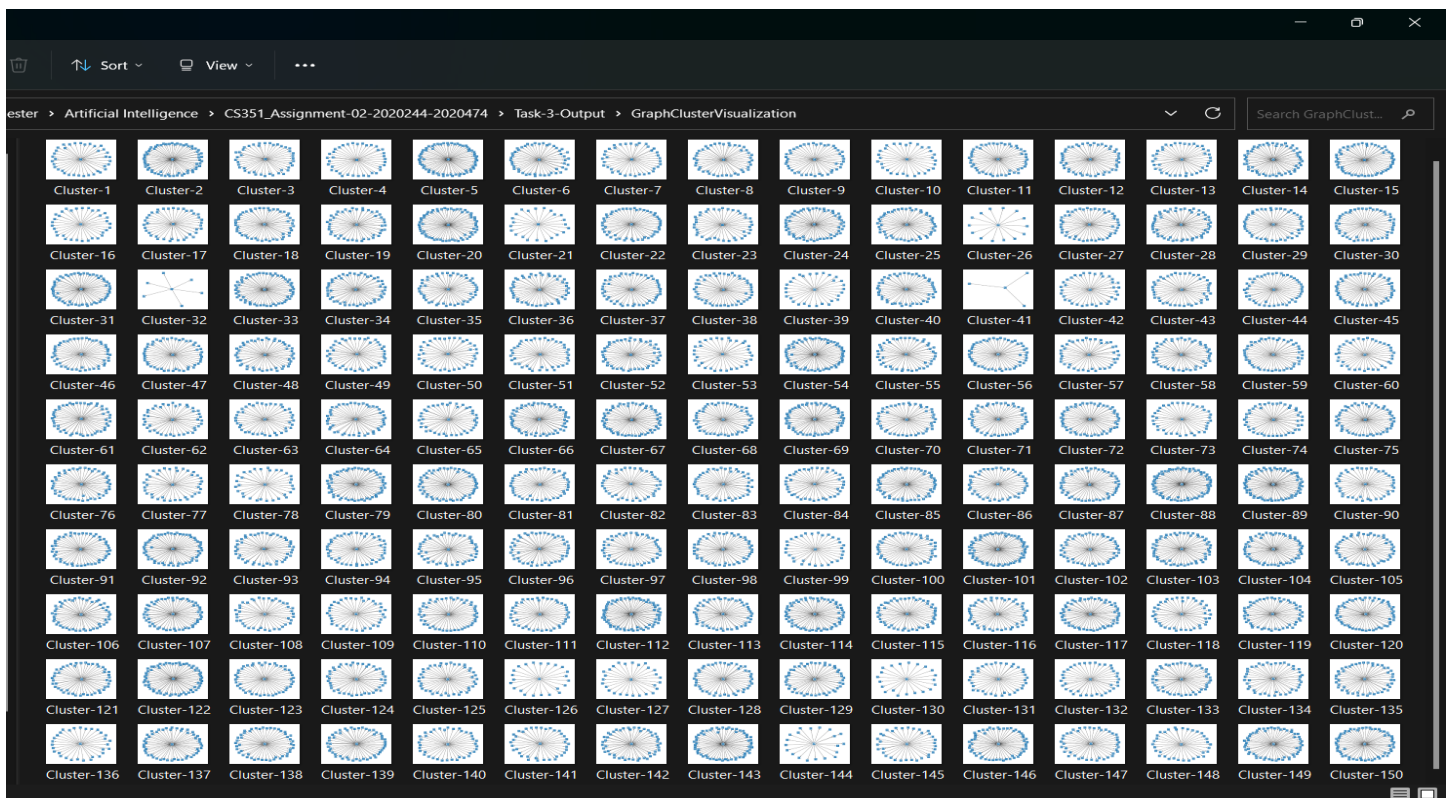 Sort View
ester > Artificial Intelligence > CS351_Assignment-02-2020244-2020474 > Task-3-Output > GraphClusterVisualization Search GraphClust...
Cluster-1 Cluster-2 Cluster-3 Cluster-4 Cluster-5 Cluster-6 Cluster-7 Cluster-8 Cluster-9 Cluster-10 Cluster-11 Cluster-12 Cluster-13 Cluster-14 Cluster-15
Cluster-16 Cluster-17 Cluster-18 Cluster-19 Cluster-20 Cluster-21 Cluster-22 Cluster-23 Cluster-24 Cluster-25 Cluster-26 Cluster-27 Cluster-28 Cluster-29 Cluster-30
Cluster-31 Cluster-32 Cluster-33 Cluster-34 Cluster-35 Cluster-36 Cluster-37 Cluster-38 Cluster-39 Cluster-40 Cluster-41 Cluster-42 Cluster-43 Cluster-44 Cluster-45
Cluster-46 Cluster-47 Cluster-48 Cluster-49 Cluster-50 Cluster-51 Cluster-52 Cluster-53 Cluster-54 Cluster-55 Cluster-56 Cluster-57 Cluster-58 Cluster-59 Cluster-60
Cluster-61 Cluster-62 Cluster-63 Cluster-64 Cluster-65 Cluster-66 Cluster-67 Cluster-68 Cluster-69 Cluster-70 Cluster-71 Cluster-72 Cluster-73 Cluster-74 Cluster-75
Cluster-76 Cluster-77 Cluster-78 Cluster-79 Cluster-80 Cluster-81 Cluster-82 Cluster-83 Cluster-84 Cluster-85 Cluster-86 Cluster-87 Cluster-88 Cluster-89 Cluster-90
Cluster-91 Cluster-92 Cluster-93 Cluster-94 Cluster-95 Cluster-96 Cluster-97 Cluster-98 Cluster-99 Cluster-100 Cluster-101 Cluster-102 Cluster-103 Cluster-104 Cluster-105
Cluster-106 Cluster-107 Cluster-108 Cluster-109 Cluster-110 Cluster-111 Cluster-112 Cluster-113 Cluster-114 Cluster-115 Cluster-116 Cluster-117 Cluster-118 Cluster-119 Cluster-120
Cluster-121 Cluster-122 Cluster-123 Cluster-124 Cluster-125 Cluster-126 Cluster-127 Cluster-128 Cluster-129 Cluster-130 Cluster-131 Cluster-132 Cluster-133 Cluster-134 Cluster-135
Cluster-136 Cluster-137 Cluster-138 Cluster-139 Cluster-140 Cluster-141 Cluster-142 Cluster-143 Cluster-144 Cluster-145 Cluster-146 Cluster-147 Cluster-148 Cluster-149 Cluster-150